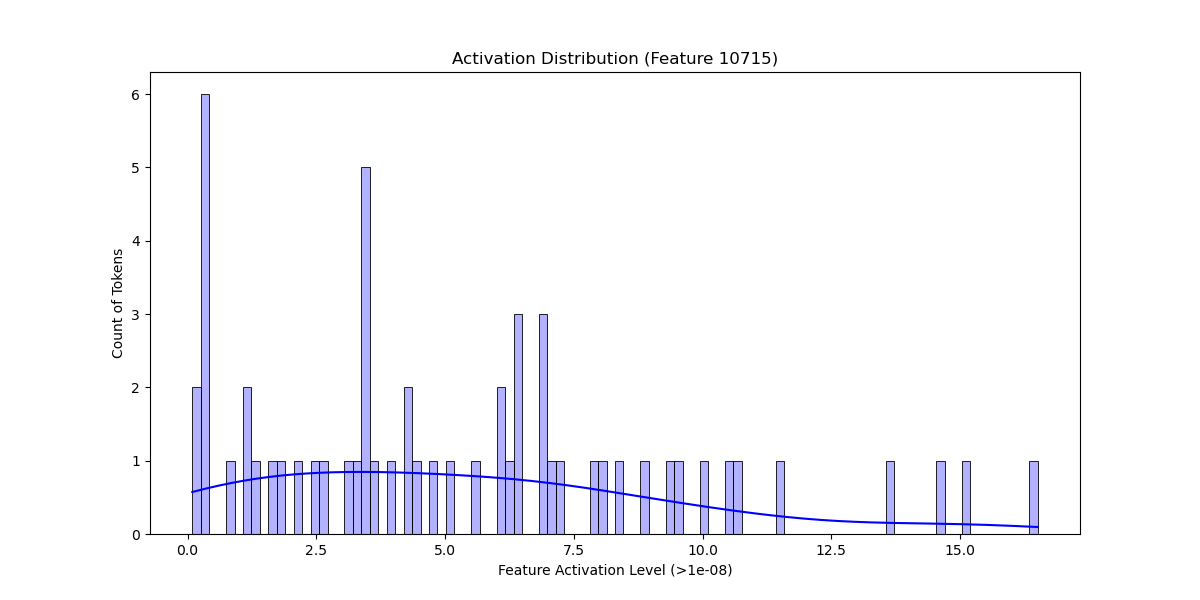 Activation Distribution (Feature 10715)
6
5
4
3
2
1
0
Count of Tokens
0.0 2.5 5.0 7.5 10.0 12.5 15.0
Feature Activation Level (>1e-08)